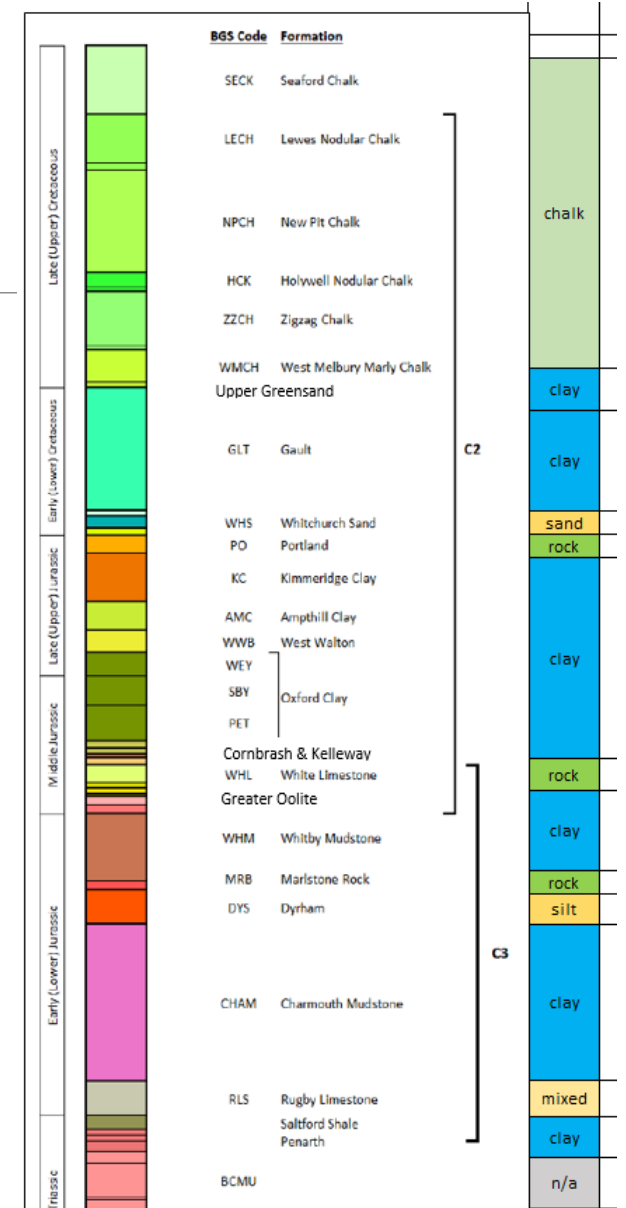 BGS Code Formation
SECK Seaford Chalk
LECH Lewes Nodular Chalk
NPCH New Pit Chalk
HCK Holywell Nodular Chalk
ZZCH Zigzag Chalk
WMCH West Melbury Marly Chalk
Upper Greensand
GLT Gault
WHS Whitchurch Sand
PO Portland
KC Kimmeridge Clay
AMC Ampthill Clay
WWB West Walton
WEY
SBY
Oxford Clay
PET
Cornbrash & Kelleway
WHL White Limestone
Greater Oolite
WHM Whitby Mudstone
MRB Marlstone Rock
DYS Dyrham
CHAM Charmouth Mudstone
RLS Rugby Limestone
Saltford Shale
Penarth
BCMU
Late (Upper) Cretaceous
Early (Lower) Cretaceous
Late (Upper) Jurassic
Middle Jurassic
Early (Lower) Jurassic
Triassic
C2
C3
chalk
clay
clay
sand
rock
clay
rock
clay
rock
silt
clay
mixed
clay
n/a